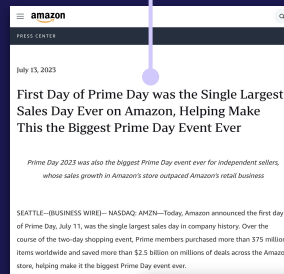 amazon
PRESS CENTER
July 13, 2023
First Day of Prime Day was the Single Largest
Sales Day Ever on Amazon, Helping Make
This the Biggest Prime Day Event Ever
Prime Day 2023 was also the biggest Prime Day event ever for independent sellers,
whose sales growth in Amazon's store outpaced Amazon's retail business
SEATTLE--(BUSINESS WIRE)-- NASDAQ: AMZN—Today, Amazon announced the first day
of Prime Day, July 11, was the single largest sales day in company history. Over the
course of the two-day shopping event, Prime members purchased more than 375 million
items worldwide and saved more than $2.5 billion on millions of deals across the Amazon
store, helping make it the biggest Prime Day event ever.